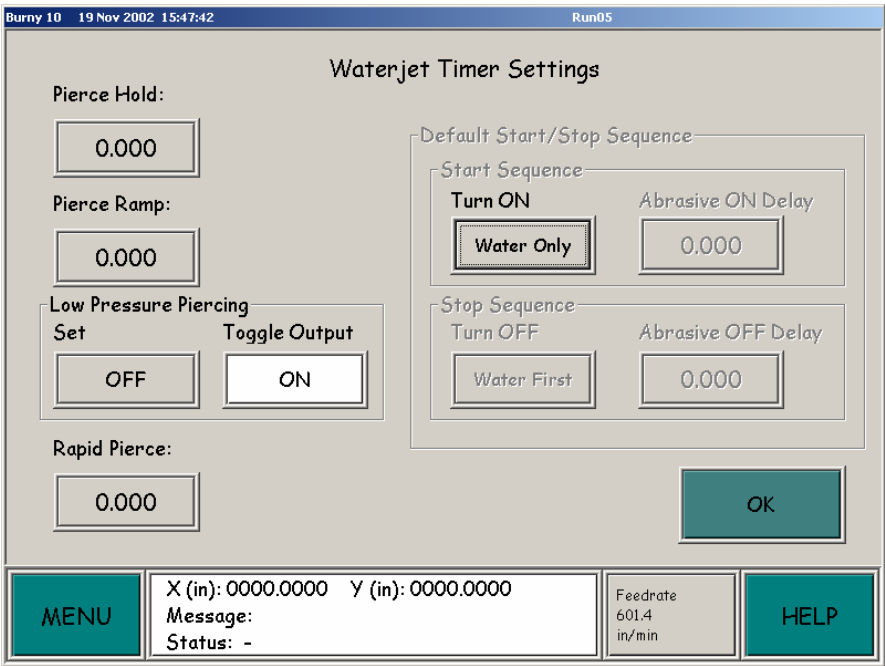 Burny 10 19 Nov 2002 15:47:42 Run05
Waterjet Timer Settings
Pierce Hold:
0.000
Pierce Ramp:
0.000
Low Pressure Piercing
Set Toggle Output
OFF ON
Rapid Pierce:
0.000
Default Start/Stop Sequence
Start Sequence
Turn ON Abrasive ON Delay
Water Only 0.000
Stop Sequence
Turn OFF Abrasive OFF Delay
Water First 0.000
OK
MENU
X (in): 0000.0000 Y (in): 0000.0000
Message:
Status: -
Feedrate
601.4
in/min
HELP